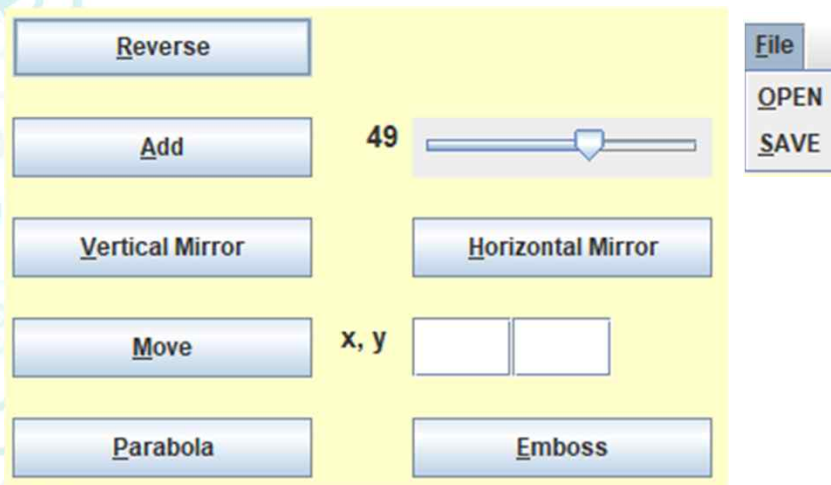 Reverse
Add
49
Vertical Mirror
Horizontal Mirror
Move
x, y
Parabola
Emboss
File
OPEN
SAVE